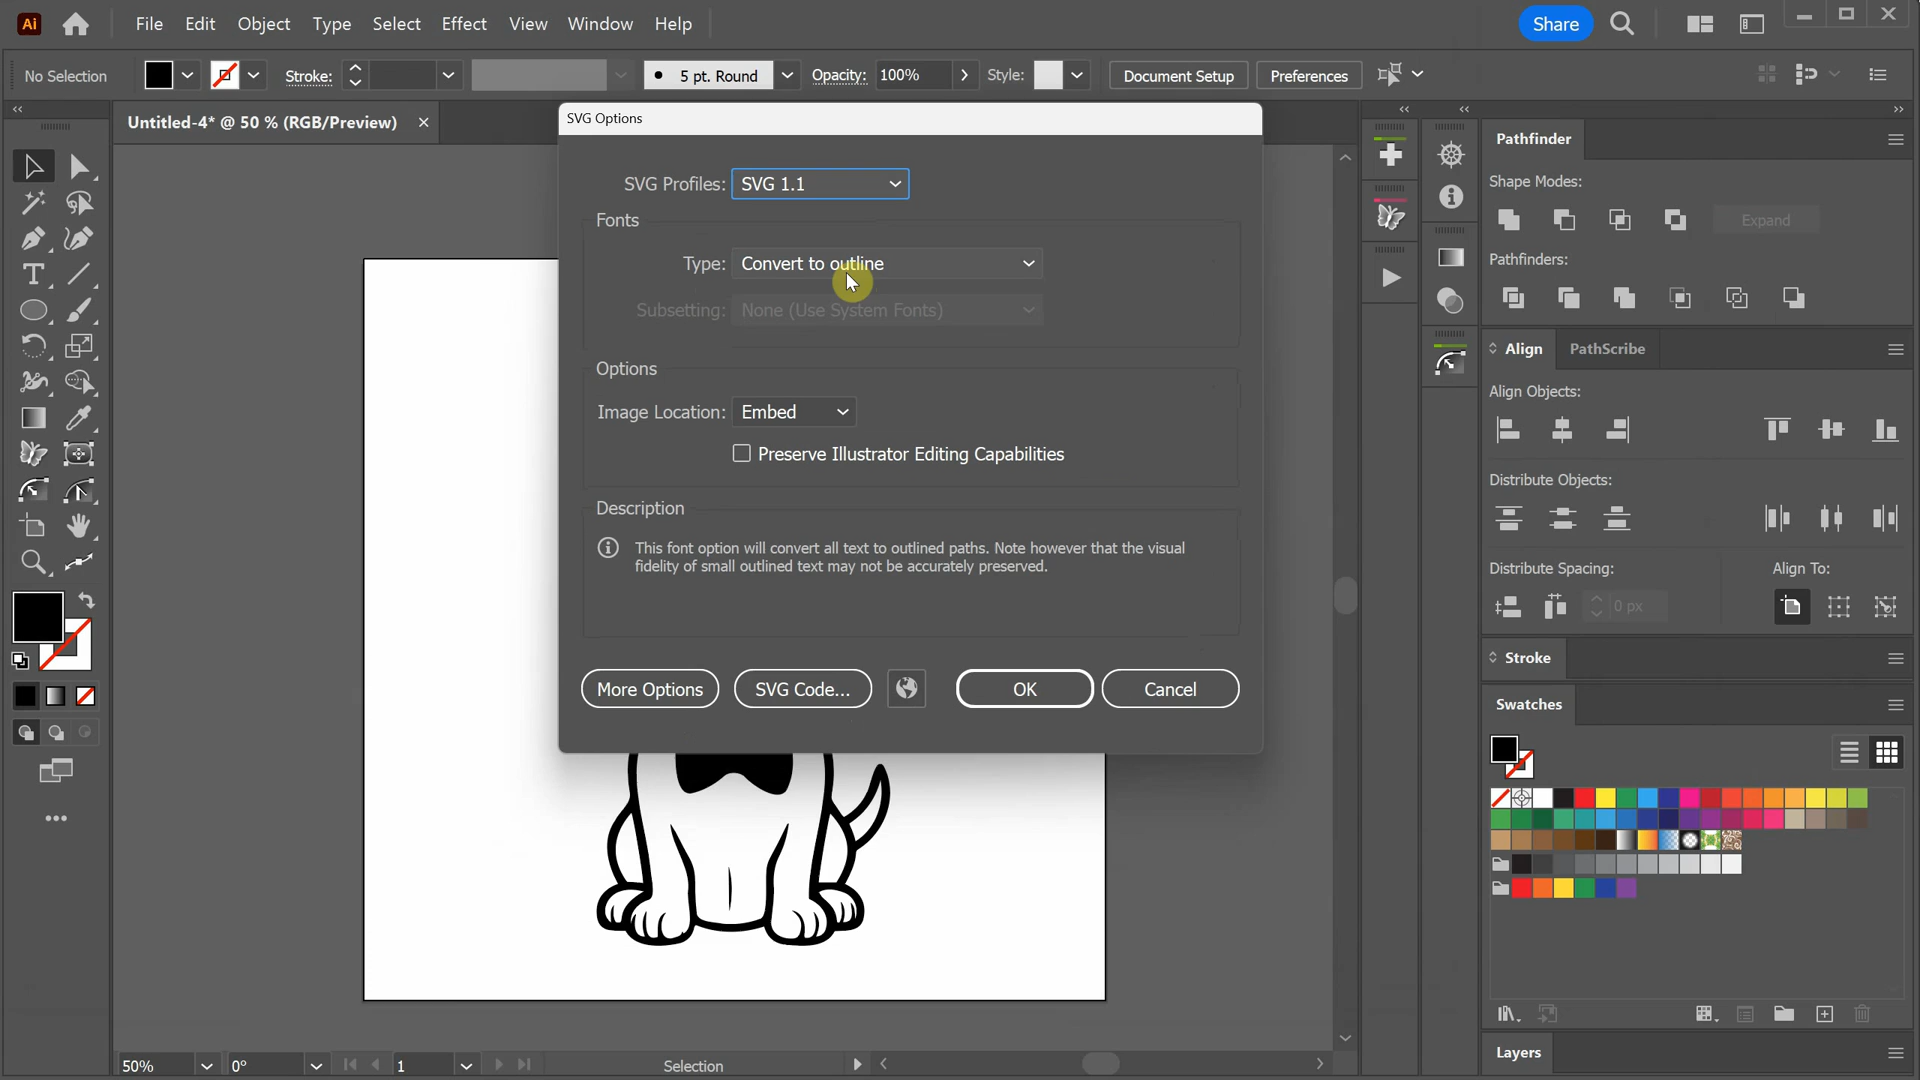 Ai File Edit Object Type Select Effect View Window Help Share
No Selection Stroke: 5 pt. Round Opacity: 100% Style: Document Setup Preferences
Untitled-4* @ 50 % (RGB/Preview)
SVG Options
SVG Profiles: SVG 1.1
Fonts
Type: Convert to outline
Subsetting: None (Use System Fonts)
Options
Image Location: Embed
Preserve Illustrator Editing Capabilities
Description
This font option will convert all text to outlined paths. Note however that the visual
fidelity of small outlined text may not be accurately preserved.
More Options SVG Code... OK Cancel
Pathfinder
Shape Modes:
Expand
Pathfinders:
Align PathScribe
Align Objects:
Distribute Objects:
Distribute Spacing: Align To:
0 px
Stroke
Swatches
Layers
50% 0° 1 Selection